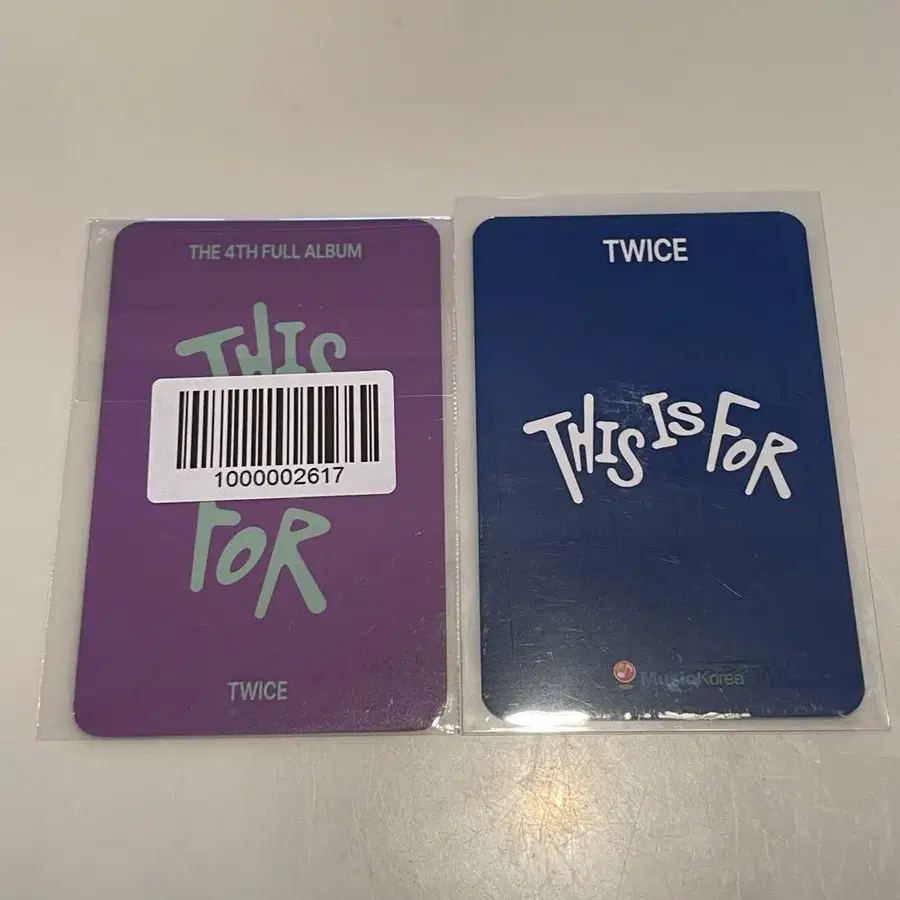 THE 4TH FULL ALBUM
THIS
1000002617
FOR
TWICE
TWICE
THIS IS FOR
MusicKorea